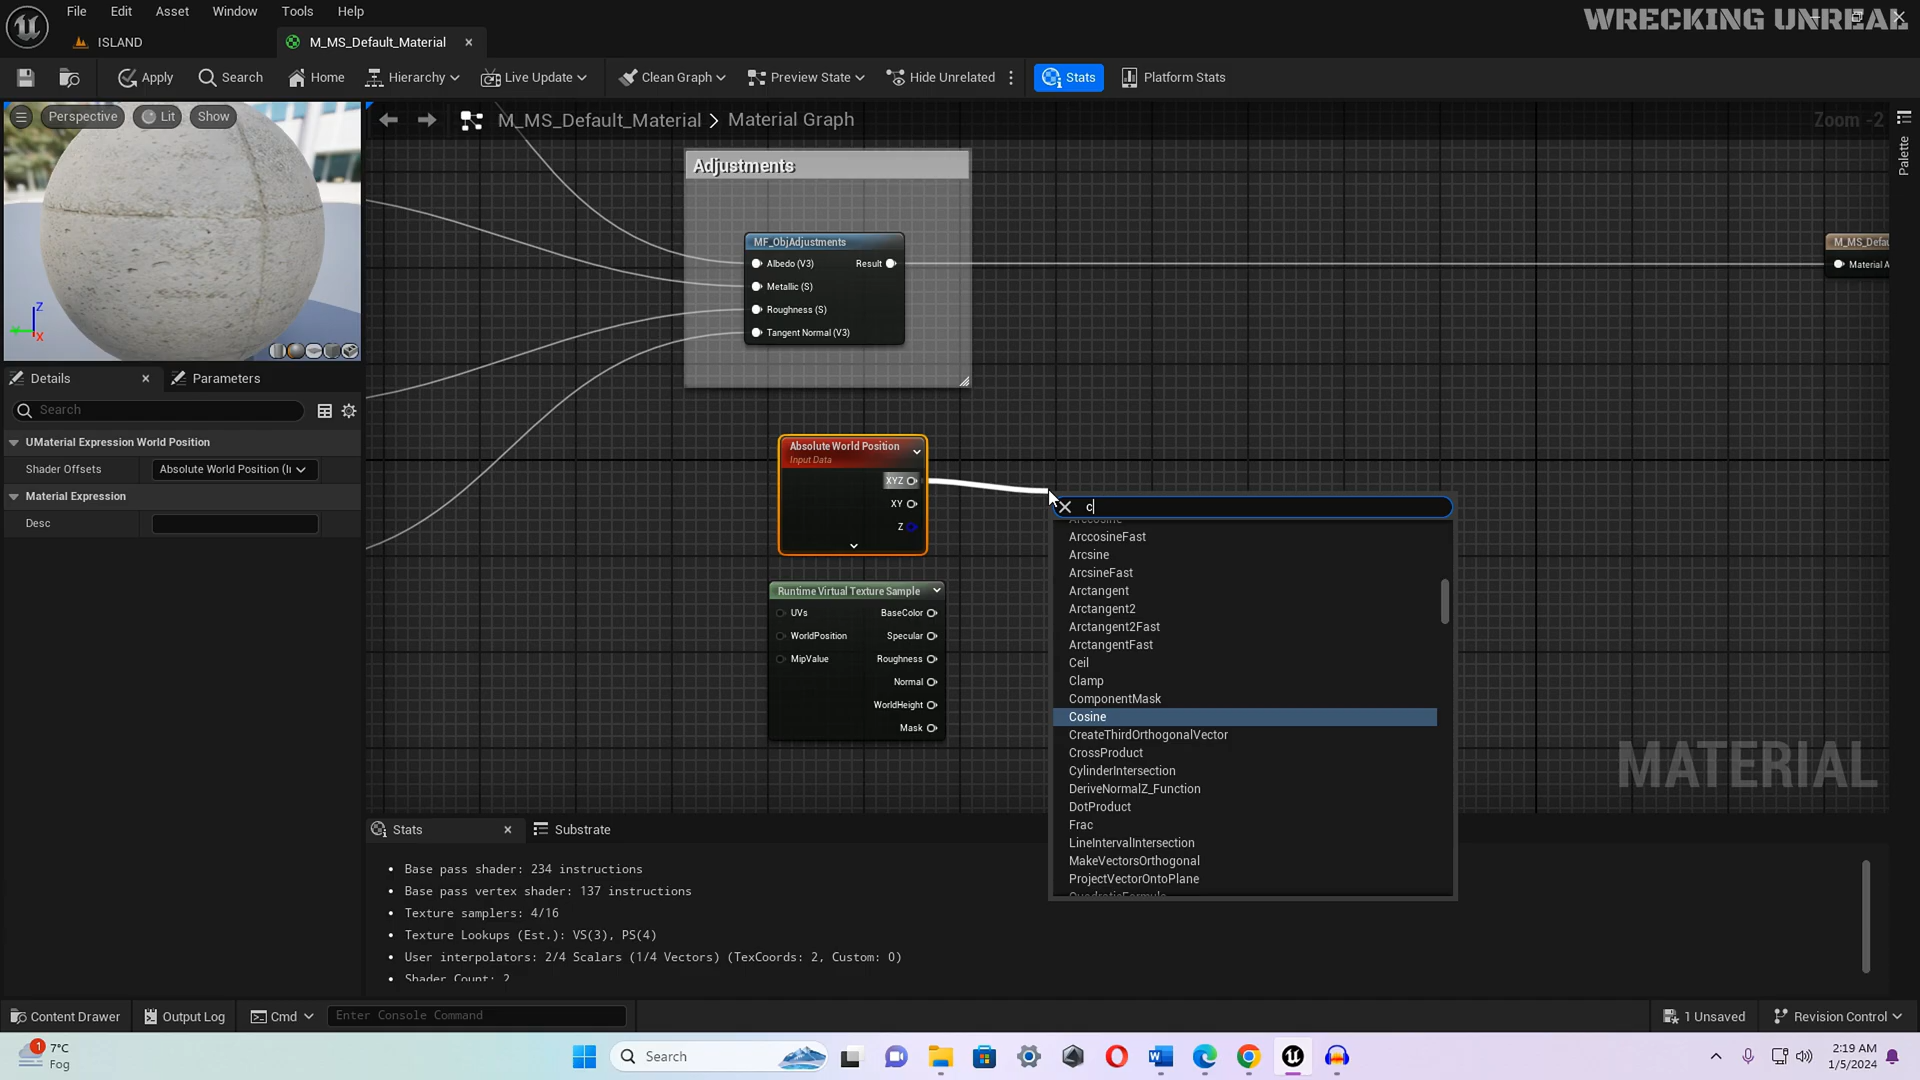 File Edit Asset Window Tools Help
WRECKING UNREAL
ISLAND
M_MS_Default_Material
Apply Search Home Hierarchy Live Update Clean Graph Preview State Hide Unrelated Stats Platform Stats
Perspective Lit Show
M_MS_Default_Material > Material Graph
Zoom -2
Palette
Adjustments
MF_ObjAdjustments
Albedo (V3) Result
Metallic (S)
Roughness (S)
Tangent Normal (V3)
M_MS_Defau
Material A
Z
Y
X
Details
Parameters
Search
UMaterial Expression World Position
Shader Offsets Absolute World Position (Ir
Material Expression
Desc
Absolute World Position
Input Data
XYZ
XY
Z
Runtime Virtual Texture Sample
UVs BaseColor
WorldPosition Specular
MipValue Roughness
Normal
WorldHeight
Mask
c
Arccosine
ArccosineFast
Arcsine
ArcsineFast
Arctangent
Arctangent2
Arctangent2Fast
ArctangentFast
Ceil
Clamp
ComponentMask
Cosine
CreateThirdOrthogonalVector
CrossProduct
CylinderIntersection
DeriveNormalZ_Function
DotProduct
Frac
LineIntervalIntersection
MakeVectorsOrthogonal
ProjectVectorOntoPlane
QuadraticFormula
MATERIAL
Stats
Substrate
Base pass shader: 234 instructions
Base pass vertex shader: 137 instructions
Texture samplers: 4/16
Texture Lookups (Est.): VS(3), PS(4)
User interpolators: 2/4 Scalars (1/4 Vectors) (TexCoords: 2, Custom: 0)
Shader Count: 2
Content Drawer Output Log Cmd Enter Console Command 1 Unsaved Revision Control
1
7°C
Fog
Search
2:19 AM
1/5/2024